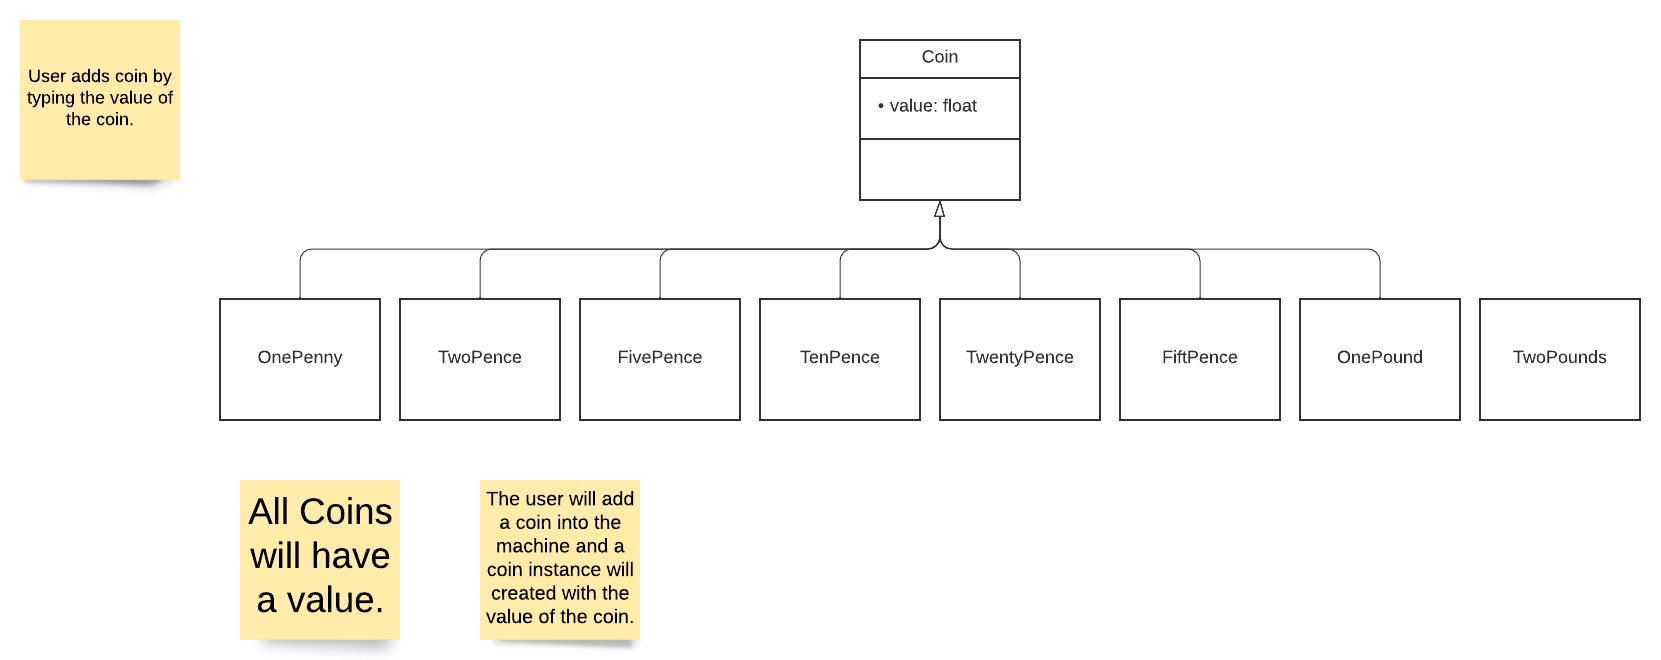 User adds coin by
typing the value of
the coin.
Coin
• value: float
OnePenny
TwoPence
FivePence
TenPence
TwentyPence
FiftPence
OnePound
TwoPounds
All Coins
will have
a value.
The user will add
a coin into the
machine and a
coin instance will
created with the
value of the coin.